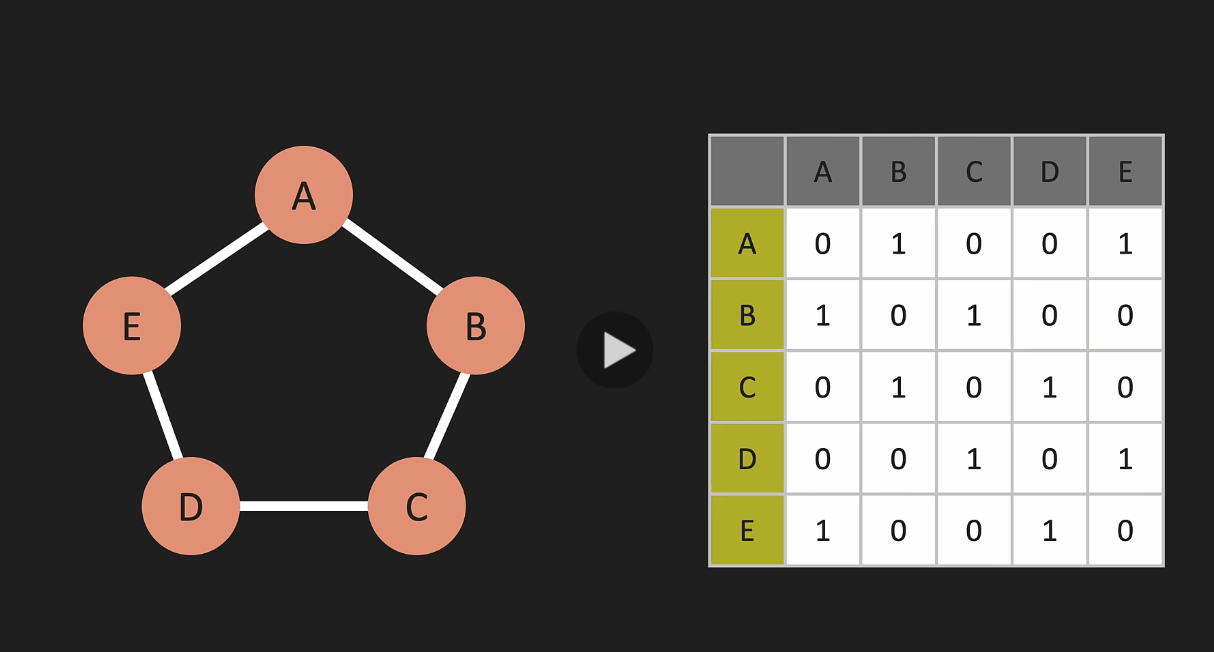 A
E
B
D
C
A B C D E
A 0 1 0 0 1
B 1 0 1 0 0
C 0 1 0 1 0
D 0 0 1 0 1
E 1 0 0 1 0